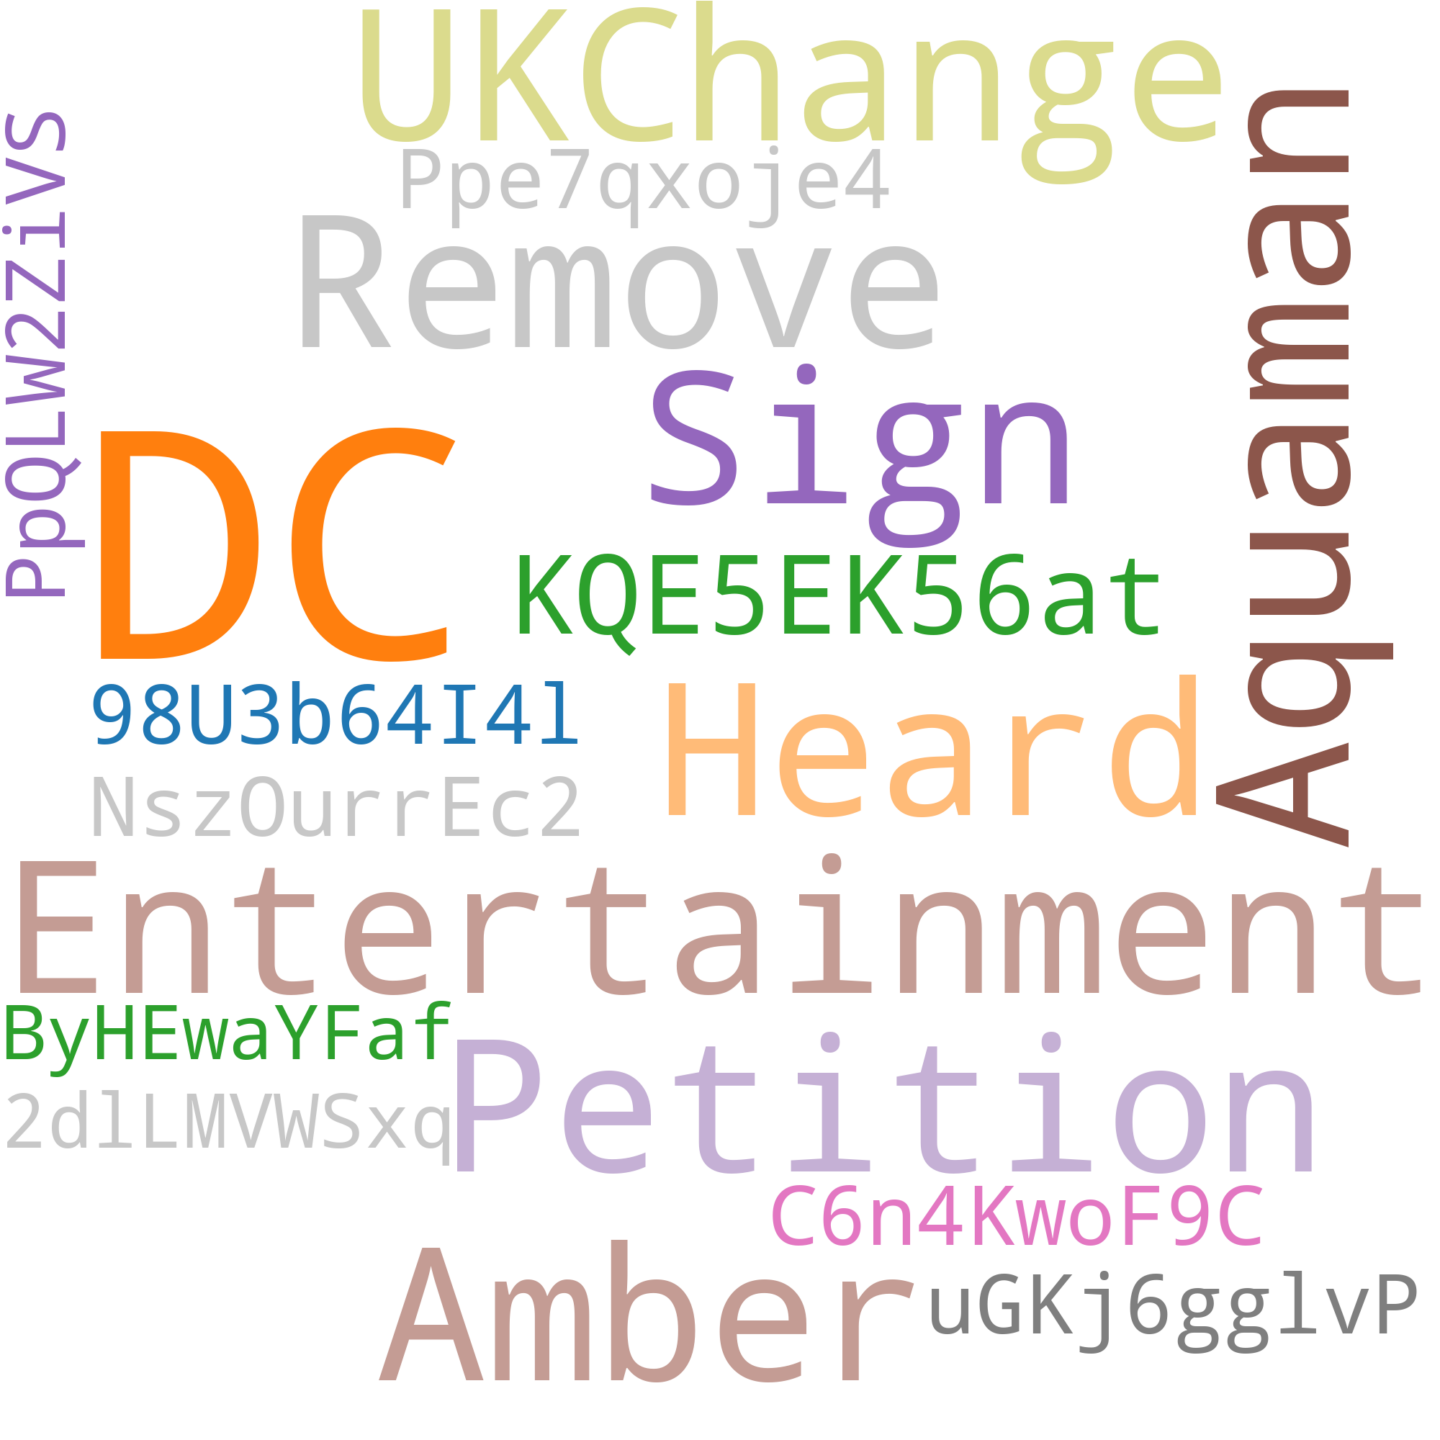 UKChange
Ppe7qxoje4
Remove
PpQLW2ZiVS
Aquaman
Sign
DC
KQE5EK56at
98U3b64I4l
Heard
NszOurrEc2
Entertainment
ByHEwaYFaf
Petition
2dlLMVWSxq
C6n4KwoF9C
Amber
uGKj6gglvP